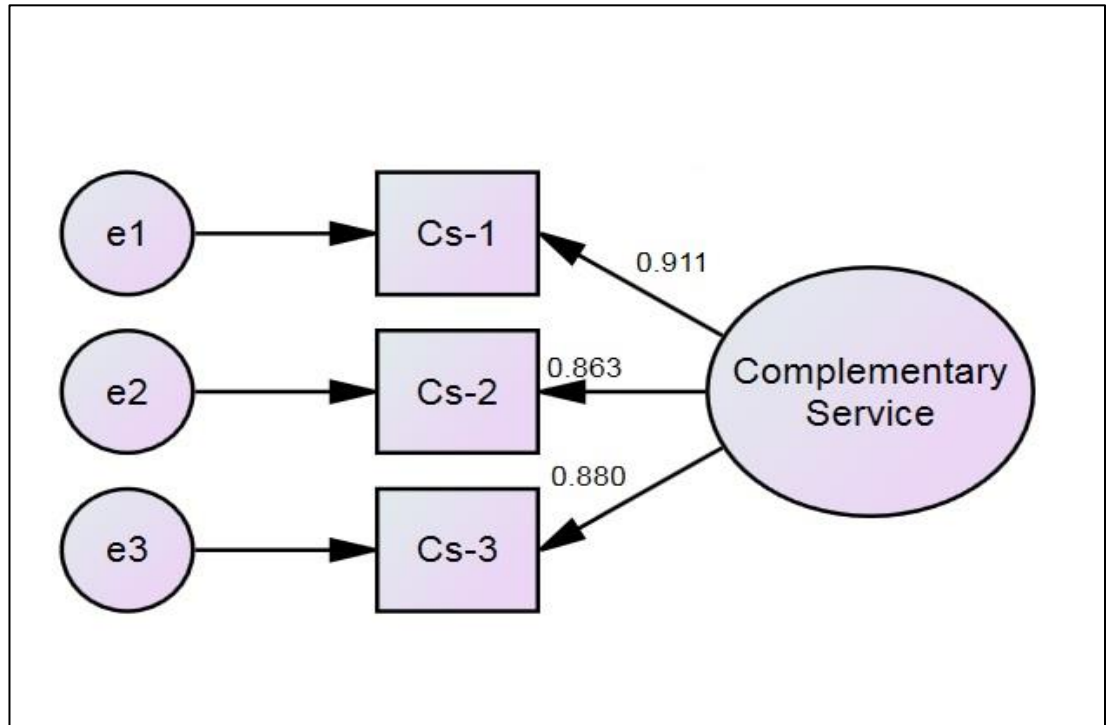 e1
Cs-1
0.911
e2
Cs-2
0.863
Complementary
Service
0.880
e3
Cs-3